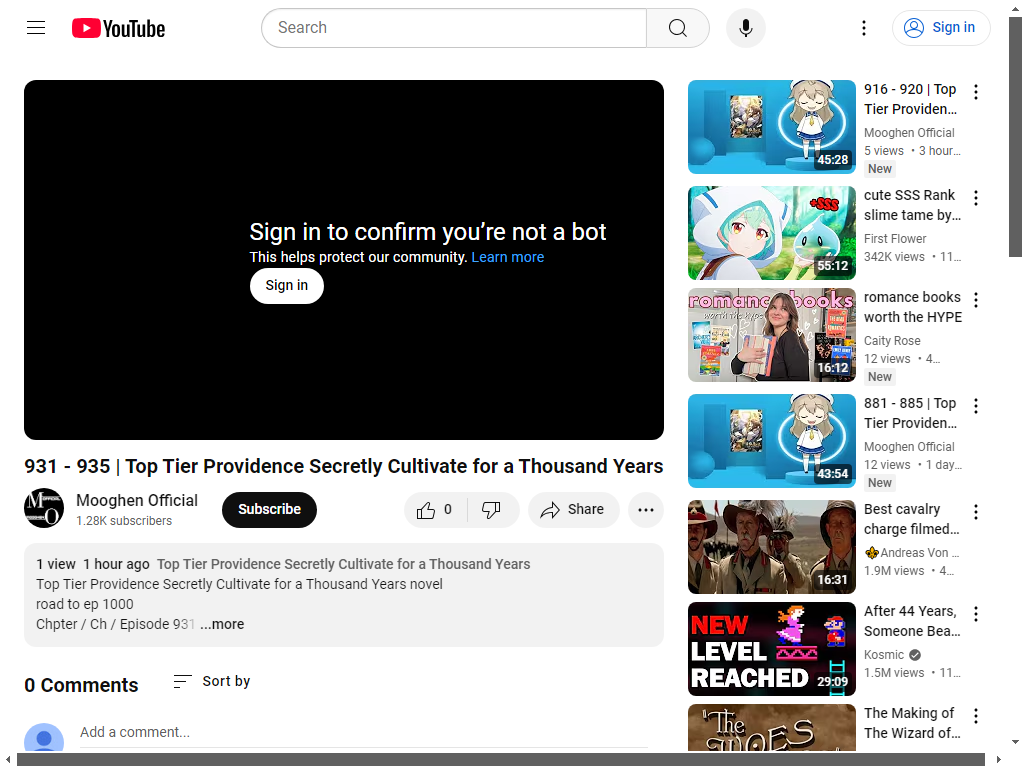 YouTube
Search
Sign in
Sign in to confirm you’re not a bot
This helps protect our community. Learn more
Sign in
931 - 935 | Top Tier Providence Secretly Cultivate for a Thousand Years
Mooghen Official
1.28K subscribers
Subscribe
0
Share
1 view 1 hour ago Top Tier Providence Secretly Cultivate for a Thousand Years
Top Tier Providence Secretly Cultivate for a Thousand Years novel
road to ep 1000
Chpter / Ch / Episode 931 ...more
0 Comments
Sort by
Add a comment...
45:28
916 - 920 | Top
Tier Providen...
Mooghen Official
5 views • 3 hour...
New
+SSS
55:12
cute SSS Rank
slime tame by...
First Flower
342K views • 11...
romance books
worth the hype
16:12
romance books
worth the HYPE
Caity Rose
12 views • 4...
New
43:54
881 - 885 | Top
Tier Providen...
Mooghen Official
12 views • 1 day...
New
16:31
Best cavalry
charge filmed...
Andreas Von ...
1.9M views • 4...
NEW
LEVEL
REACHED
29:09
After 44 Years,
Someone Bea...
Kosmic
1.5M views • 11...
"The
WOES
The Making of
The Wizard of...